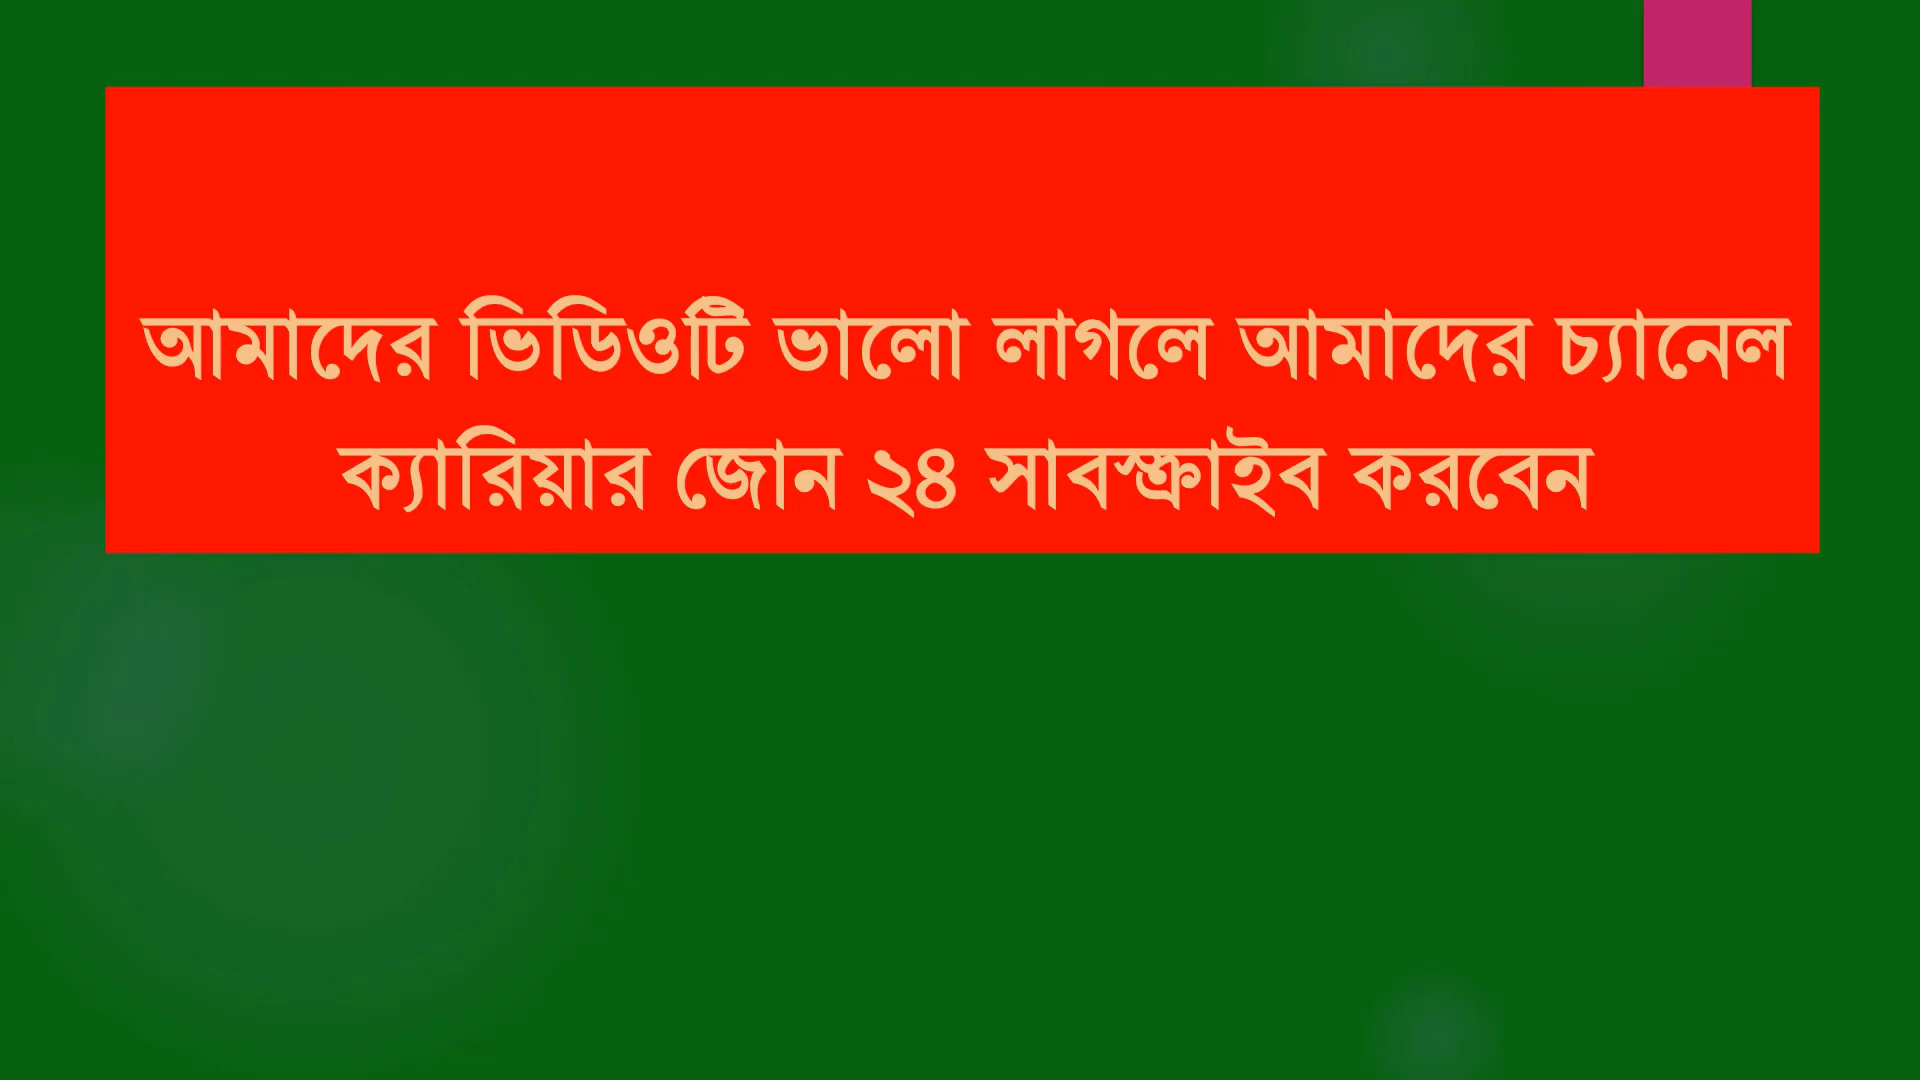 আমাদের ভিডিওটি ভালো লাগলে আমাদের চ্যানেল
ক্যারিয়ার জোন ২৪ সাবস্ক্রাইব করবেন